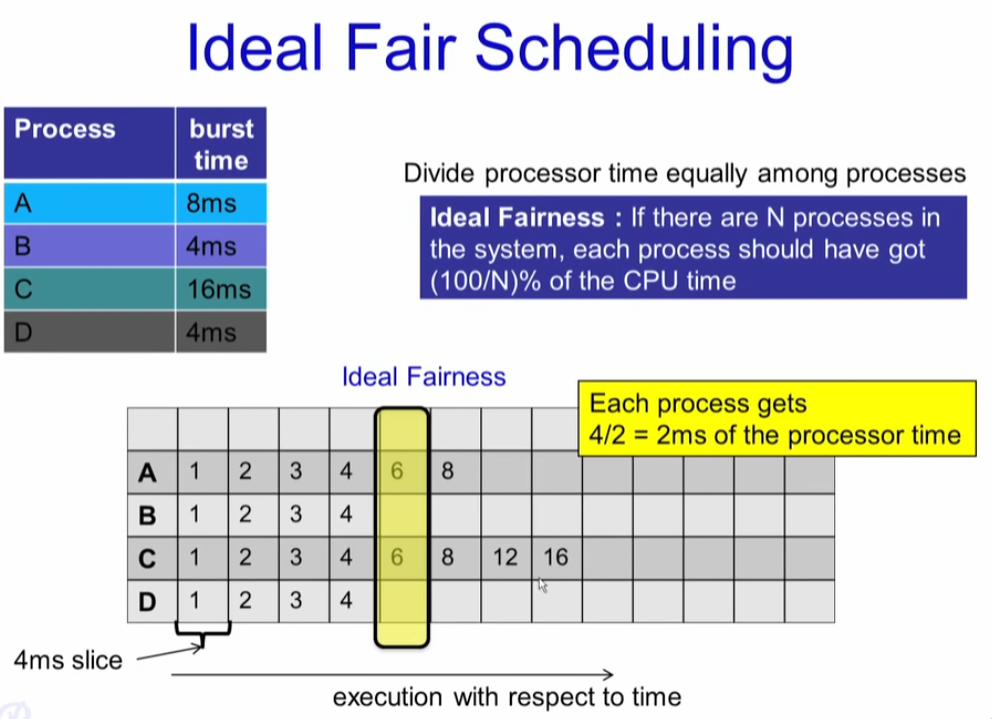 Ideal Fair Scheduling
Process burst time
A 8ms
B 4ms
C 16ms
D 4ms
Divide processor time equally among processes
Ideal Fairness : If there are N processes in
the system, each process should have got
(100/N)% of the CPU time
Ideal Fairness
Each process gets
4/2 = 2ms of the processor time
A 1 2 3 4 6 8
B 1 2 3 4
C 1 2 3 4 6 8 12 16
D 1 2 3 4
4ms slice
execution with respect to time